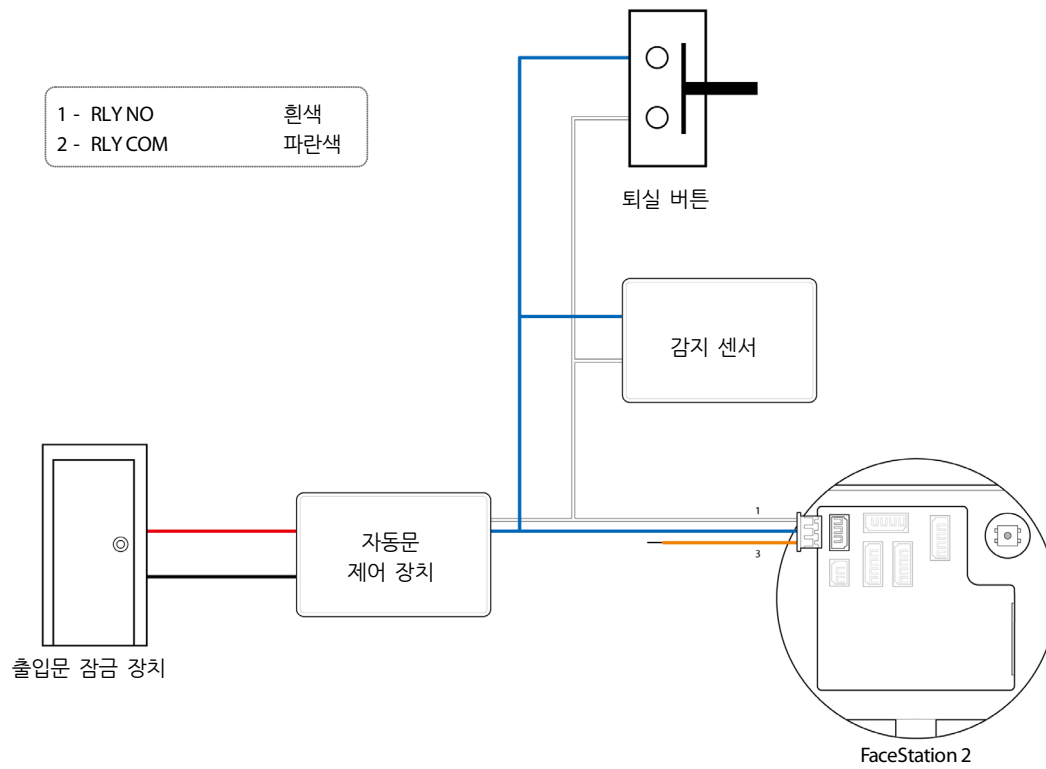 1 - RLY NO 흰색
2 - RLY COM 파란색
퇴실 버튼
감지 센서
1
3
자동문
제어 장치
출입문 잠금 장치
FaceStation 2